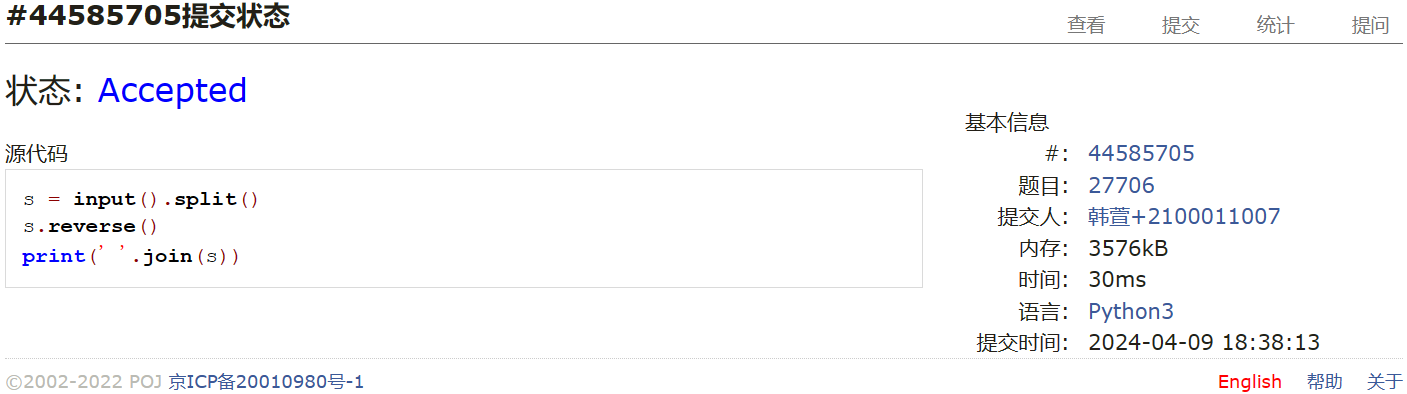 #44585705提交状态
查看 提交 统计 提问
状态: Accepted
源代码
s = input().split()
s.reverse()
print(' '.join(s))
基本信息
#: 44585705
题目: 27706
提交人: 韩萱+2100011007
内存: 3576kB
时间: 30ms
语言: Python3
提交时间: 2024-04-09 18:38:13
©2002-2022 POJ 京ICP备20010980号-1
English 帮助 关于